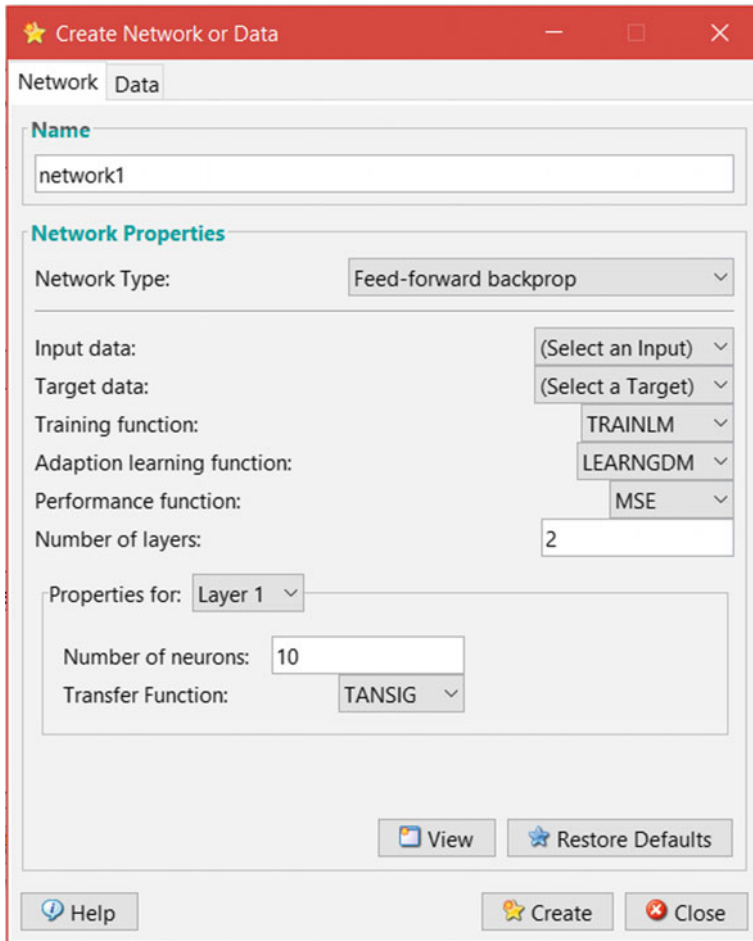 Create Network or Data
Network Data
Name
network1
Network Properties
Network Type: Feed-forward backprop
Input data: (Select an Input)
Target data: (Select a Target)
Training function: TRAINLM
Adaption learning function: LEARNGDM
Performance function: MSE
Number of layers: 2
Properties for: Layer 1
Number of neurons: 10
Transfer Function: TANSIG
View Restore Defaults
Help Create Close